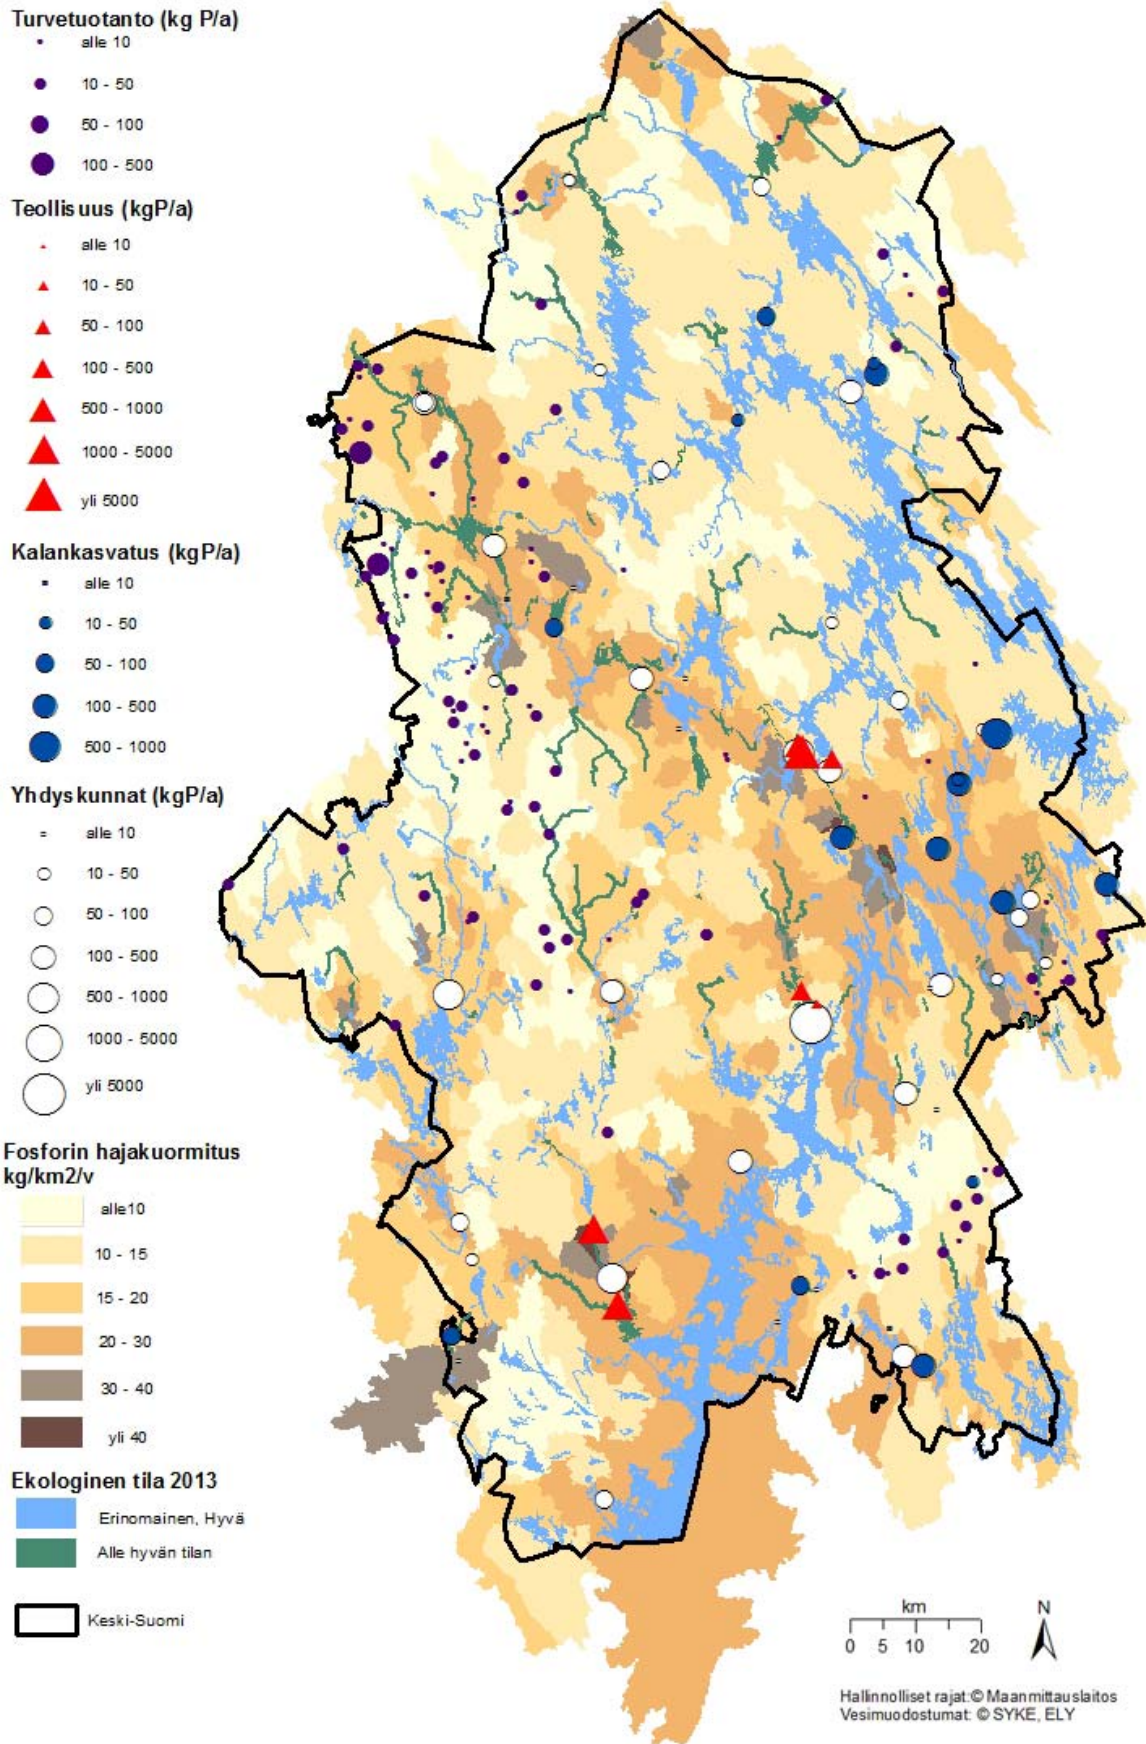 Turvetuotanto (kg P/a)
alle 10
10 - 50
50 - 100
100 - 500
Teollisuus (kgP/a)
alle 10
10 - 50
50 - 100
100 - 500
500 - 1000
1000 - 5000
yli 5000
Kalankasvatus (kgP/a)
alle 10
10 - 50
50 - 100
100 - 500
500 - 1000
Yhdyskunnat (kgP/a)
alle 10
10 - 50
50 - 100
100 - 500
500 - 1000
1000 - 5000
yli 5000
Fosforin hajakuormitus
kg/km2/v
alle10
10 - 15
15 - 20
20 - 30
30 - 40
yli 40
Ekologinen tila 2013
Erinomainen, Hyvä
Alle hyvän tilan
Keski-Suomi
km
0 5 10 20
N
Hallinnolliset rajat:© Maanmittauslaitos
Vesimuodostumat: © SYKE, ELY